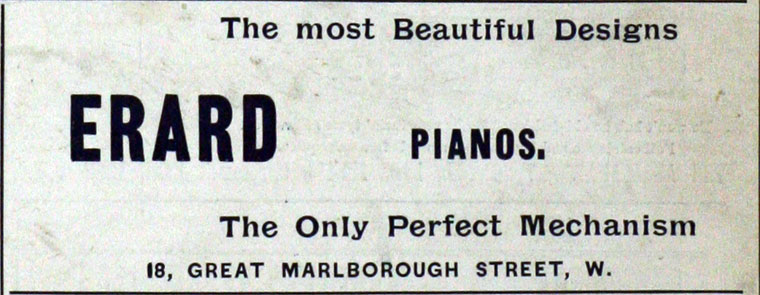 The most Beautiful Designs
ERARD PIANOS.
The Only Perfect Mechanism
18, GREAT MARLBOROUGH STREET, W.